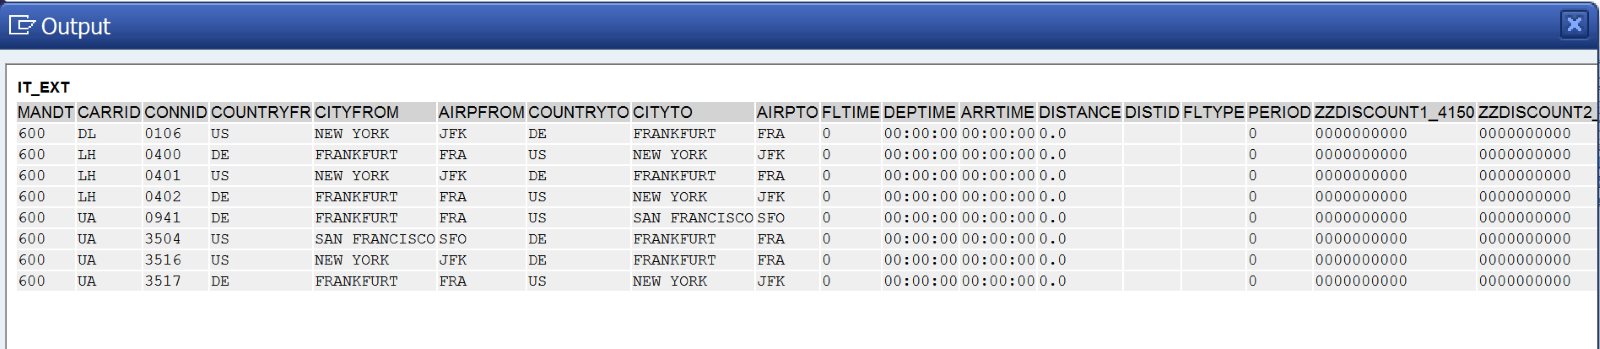 Output
IT_EXT
MANDT CARRID CONNID COUNTRYFR CITYFROM AIRPFROM COUNTRYTO CITYTO AIRPTO FLTIME DEPTIME ARRTIME DISTANCE DISTID FLTYPE PERIOD ZZDISCOUNT1_4150 ZZDISCOUNT2_
600 DL 0106 US NEW YORK JFK DE FRANKFURT FRA 0 00:00:00 00:00:00 0.0 0 0000000000 0000000000
600 LH 0400 DE FRANKFURT FRA US NEW YORK JFK 0 00:00:00 00:00:00 0.0 0 0000000000 0000000000
600 LH 0401 US NEW YORK JFK DE FRANKFURT FRA 0 00:00:00 00:00:00 0.0 0 0000000000 0000000000
600 LH 0402 DE FRANKFURT FRA US NEW YORK JFK 0 00:00:00 00:00:00 0.0 0 0000000000 0000000000
600 UA 0941 DE FRANKFURT FRA US SAN FRANCISCO SFO 0 00:00:00 00:00:00 0.0 0 0000000000 0000000000
600 UA 3504 US SAN FRANCISCO SFO DE FRANKFURT FRA 0 00:00:00 00:00:00 0.0 0 0000000000 0000000000
600 UA 3516 US NEW YORK JFK DE FRANKFURT FRA 0 00:00:00 00:00:00 0.0 0 0000000000 0000000000
600 UA 3517 DE FRANKFURT FRA US NEW YORK JFK 0 00:00:00 00:00:00 0.0 0 0000000000 0000000000